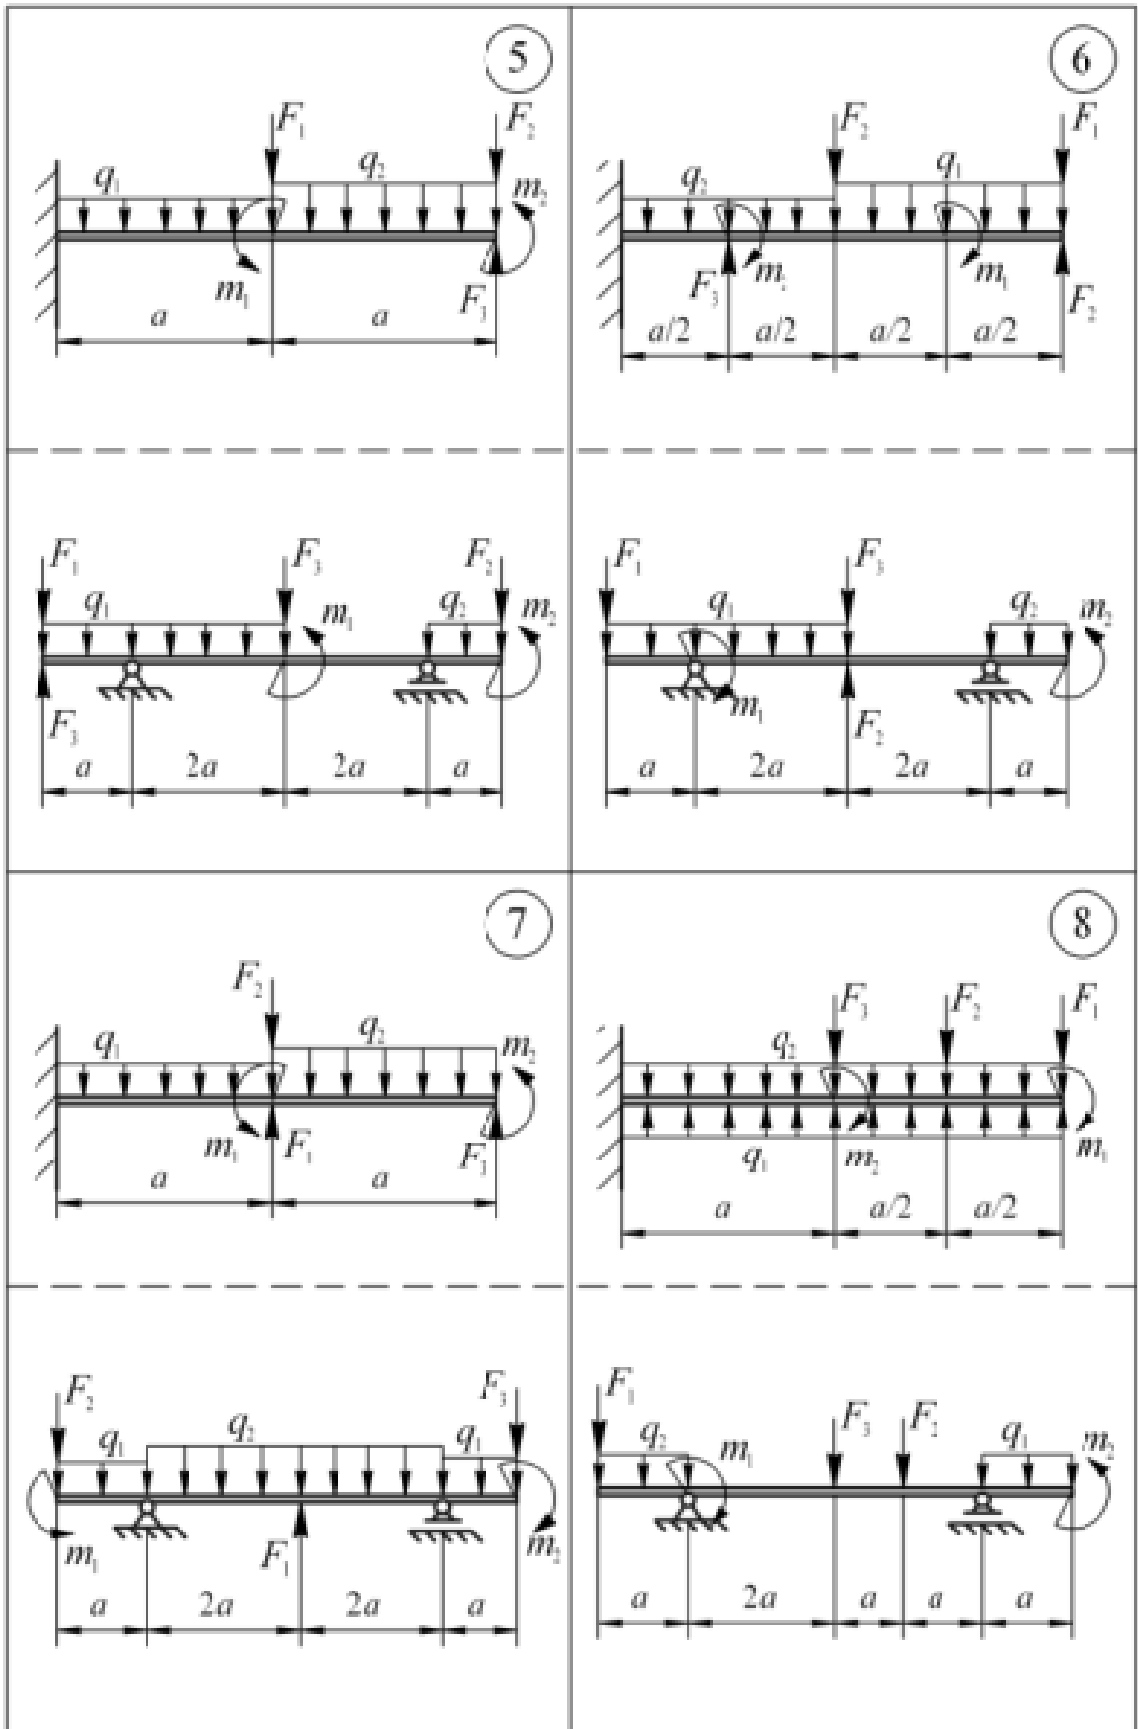 5
F₁ F₂
q₁ q₂ m₂
m₁ F₃
a a
F₁ F₃ F₂
q₁ m₁ q₂ m₂
F₃
a 2a 2a a
6
F₂ F₁
q₂ q₁
F₃ m₂ m₁ F₂
a/2 a/2 a/2 a/2
F₁ F₃
q₁ q₂ m₂
m₁ F₂
a 2a 2a a
7
F₂
q₁ q₂ m₂
m₁ F₁ F₃
a a
F₂ F₃
q₁ q₂ q₁
m₁ F₁ m₂
a 2a 2a a
8
F₃ F₂ F₁
q₂
q₁ m₂ m₁
a a/2 a/2
F₁ F₃ F₂
q₂ m₁ q₁ m₂
a 2a a a a